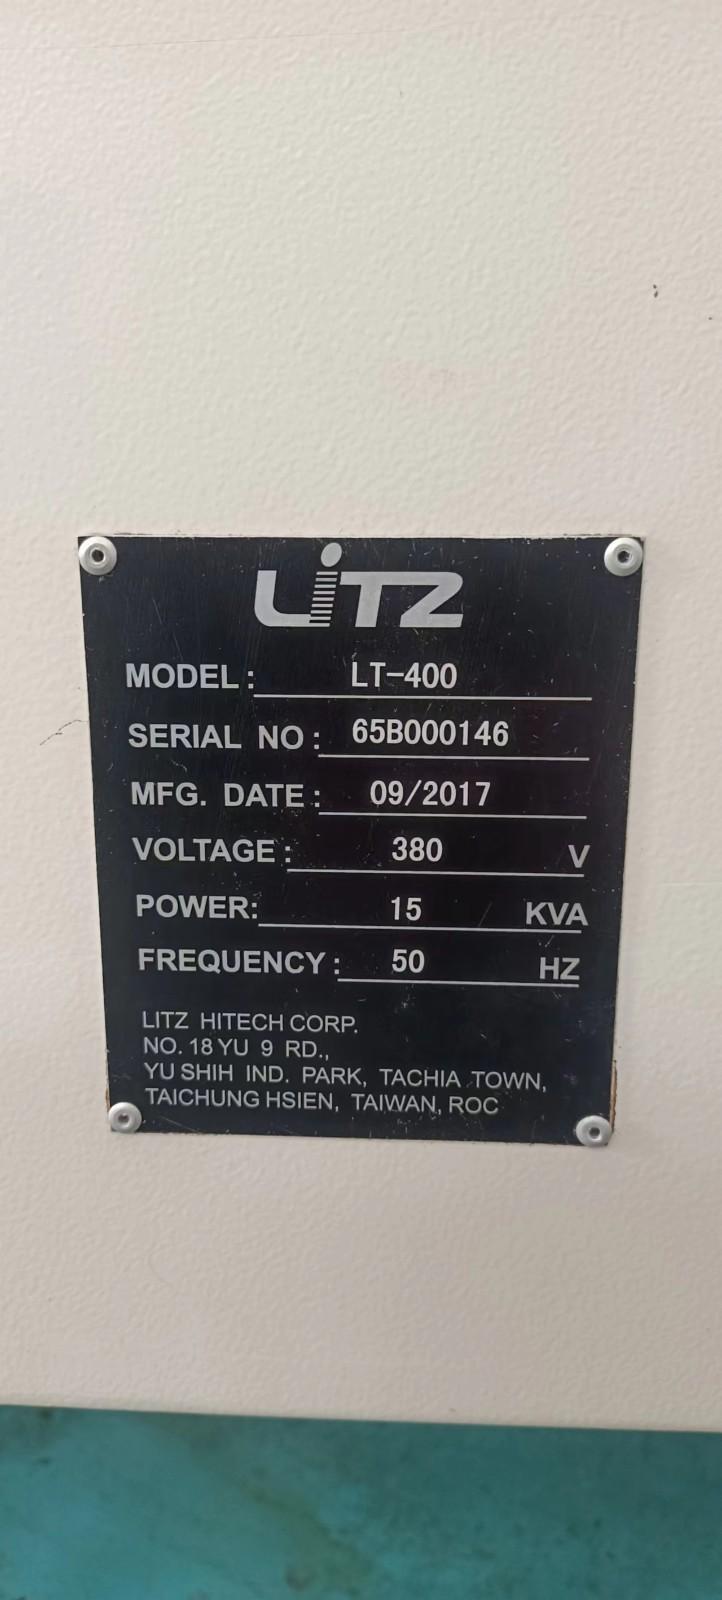 LiTZ
MODEL: LT-400
SERIAL NO: 65B000146
MFG. DATE: 09/2017
VOLTAGE: 380 V
POWER: 15 KVA
FREQUENCY: 50 HZ
LITZ HITECH CORP.
NO. 18 YU 9 RD.,
YU SHIH IND. PARK, TACHIA TOWN,
TAICHUNG HSIEN, TAIWAN, ROC